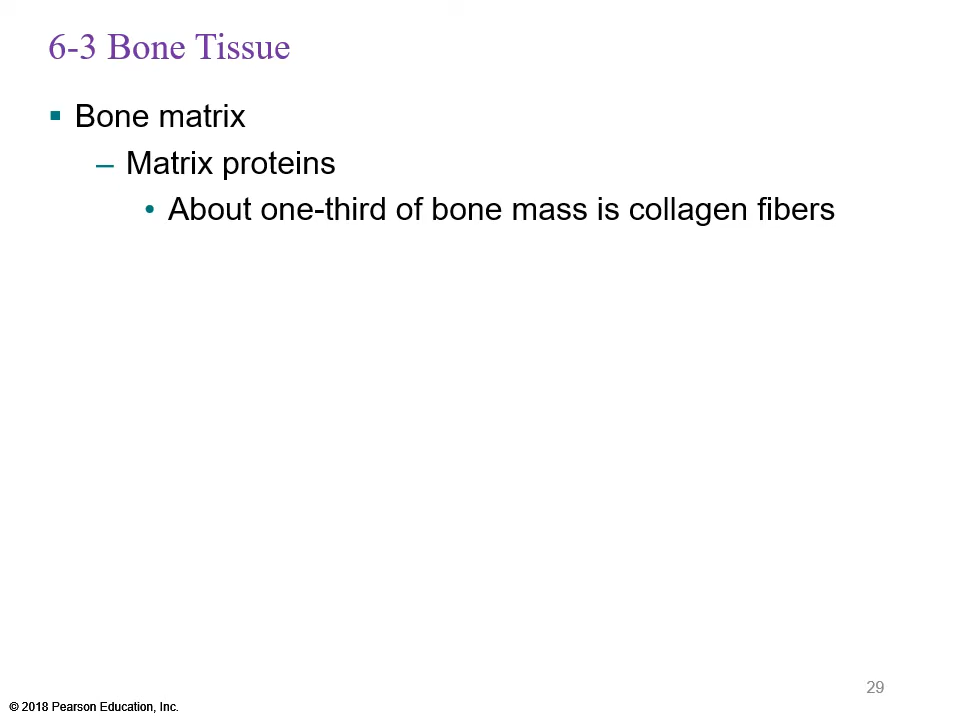 6-3 Bone Tissue
▪ Bone matrix
– Matrix proteins
• About one-third of bone mass is collagen fibers
29
© 2018 Pearson Education, Inc.